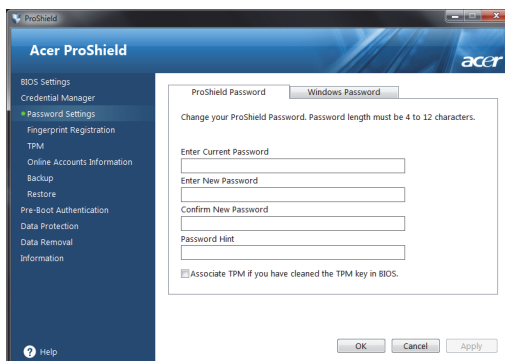 ProShield
Acer ProShield
acer
BIOS Settings
Credential Manager
Password Settings
Fingerprint Registration
TPM
Online Accounts Information
Backup
Restore
Pre-Boot Authentication
Data Protection
Data Removal
Information
Help
ProShield Password
Windows Password
Change your ProShield Password. Password length must be 4 to 12 characters.
Enter Current Password
Enter New Password
Confirm New Password
Password Hint
Associate TPM if you have cleaned the TPM key in BIOS.
OK
Cancel
Apply